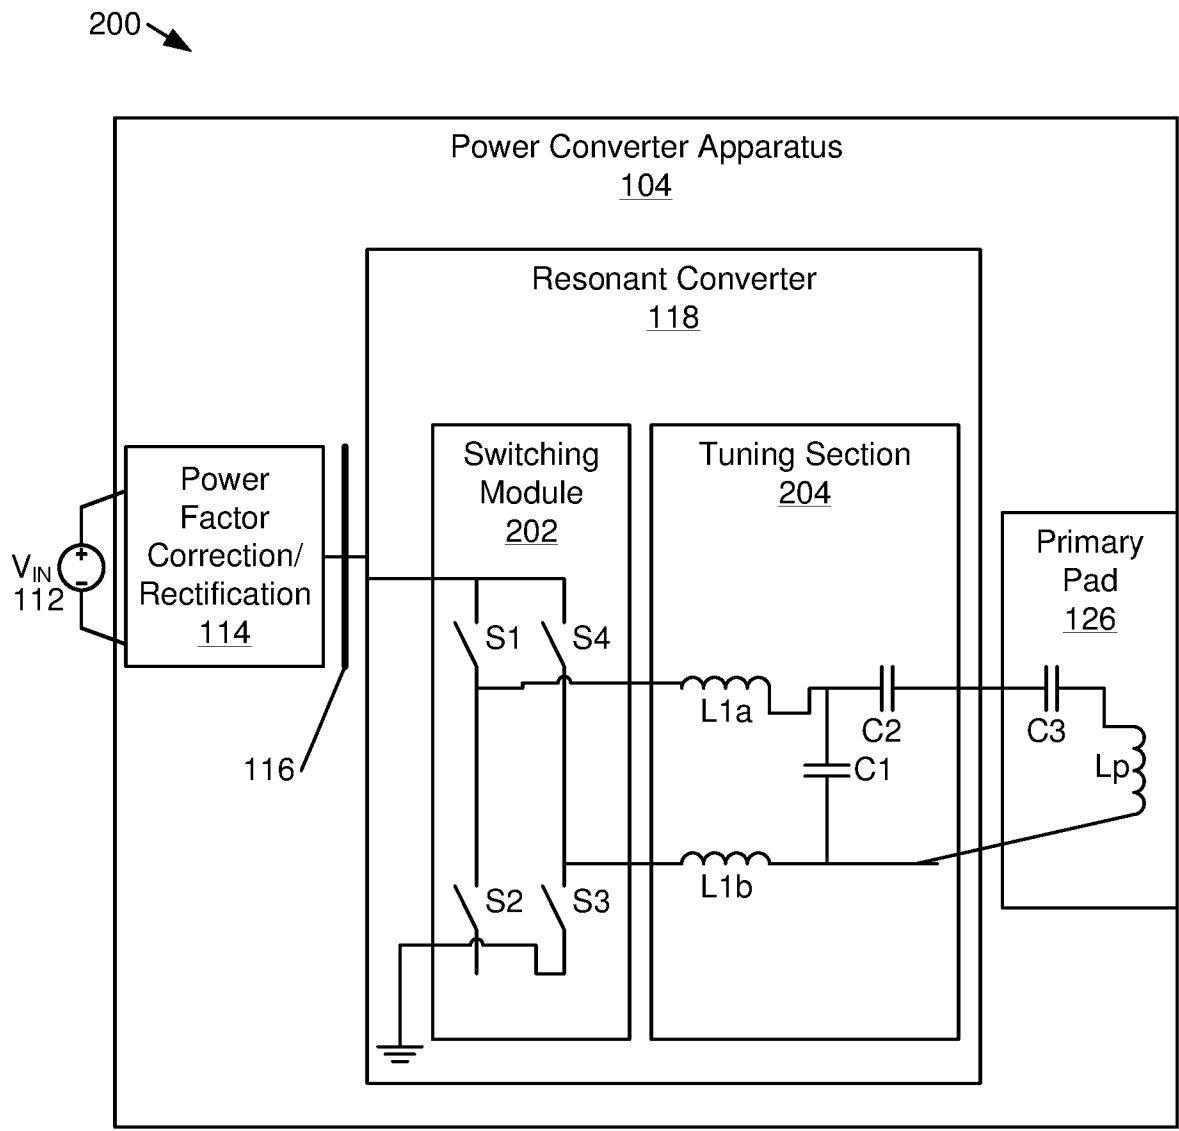 200
Power Converter Apparatus
104
Resonant Converter
118
Switching
Module
202
Tuning Section
204
Power
Factor
Correction/
Rectification
114
VIN
112
+
-
Primary
Pad
126
S1
S4
L1a
C2
C3
C1
Lp
116
L1b
S2
S3